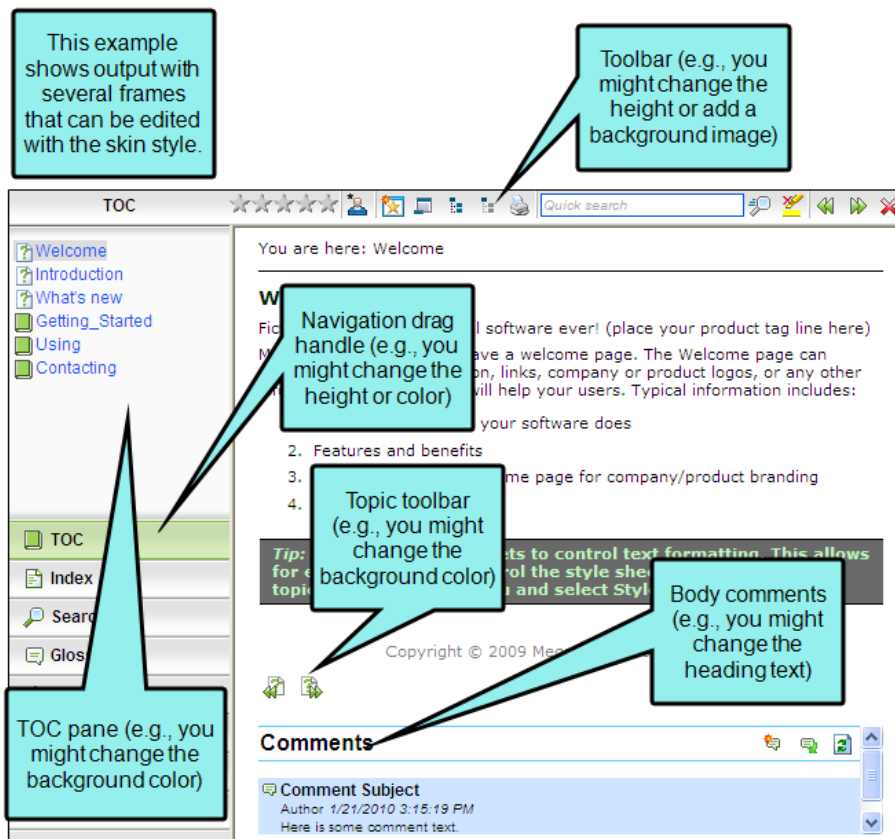 This example
shows output with
several frames
that can be edited
with the skin style.
Toolbar (e.g., you
might change the
height or add a
background image)
TOC
Quick search
Welcome
Introduction
What's new
Getting_Started
Using
Contacting
You are here: Welcome
Navigation drag
handle (e.g., you
might change the
height or color)
software ever! (place your product tag line here)
ave a welcome page. The Welcome page can
links, company or product logos, or any other
will help your users. Typical information includes:
your software does
2. Features and benefits
3. me page for company/product branding
4.
Topic toolbar
(e.g., you might
change the
background color)
Tip: ets to control text formatting. This allows
for rol the style she
topi and select Styl
TOC
Index
Sear
Glos
Body comments
(e.g., you might
change the
heading text)
Copyright © 2009
TOC pane (e.g., you
might change the
background color)
Comments
Comment Subject
Author 1/21/2010 3:15:19 PM
Here is some comment text.